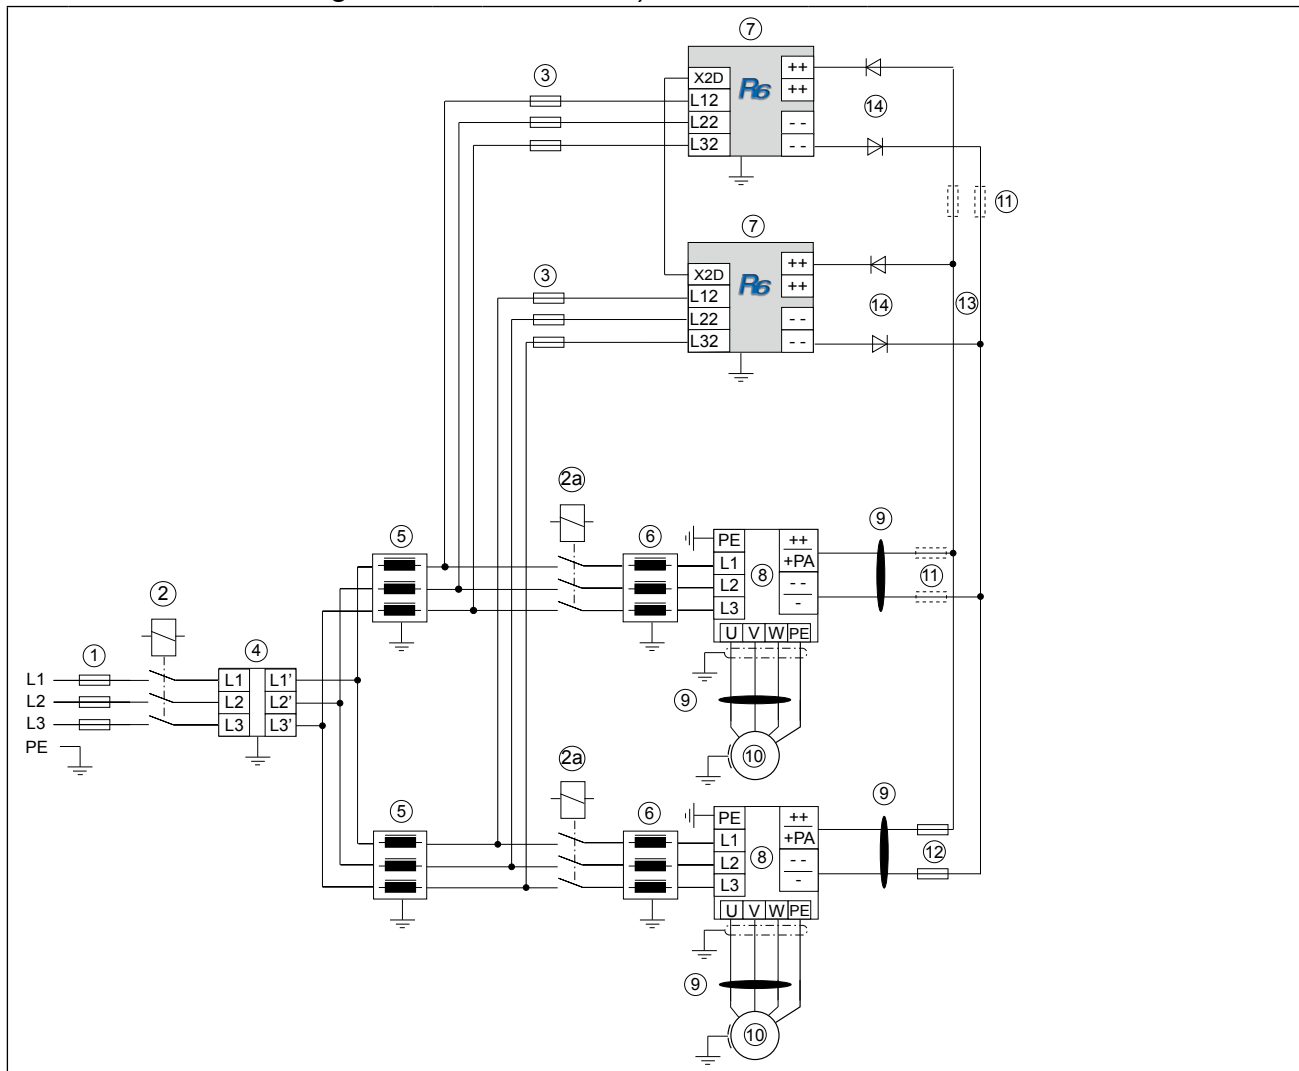 7
++
X2D
R6
++
3
L12
14
L22
- -
L32
- -
11
7
++
X2D
R6
++
3
L12
13
14
L22
- -
L32
- -
2a
9
5
6
PE
++
+PA
L1
8
11
L2
- -
-
L3
2
U V W PE
1
4
L1
L1
L1'
L2
L2
L2'
9
L3
L3
L3'
PE
10
2a
9
5
6
PE
++
+PA
L1
8
12
L2
- -
-
L3
U V W PE
9
10